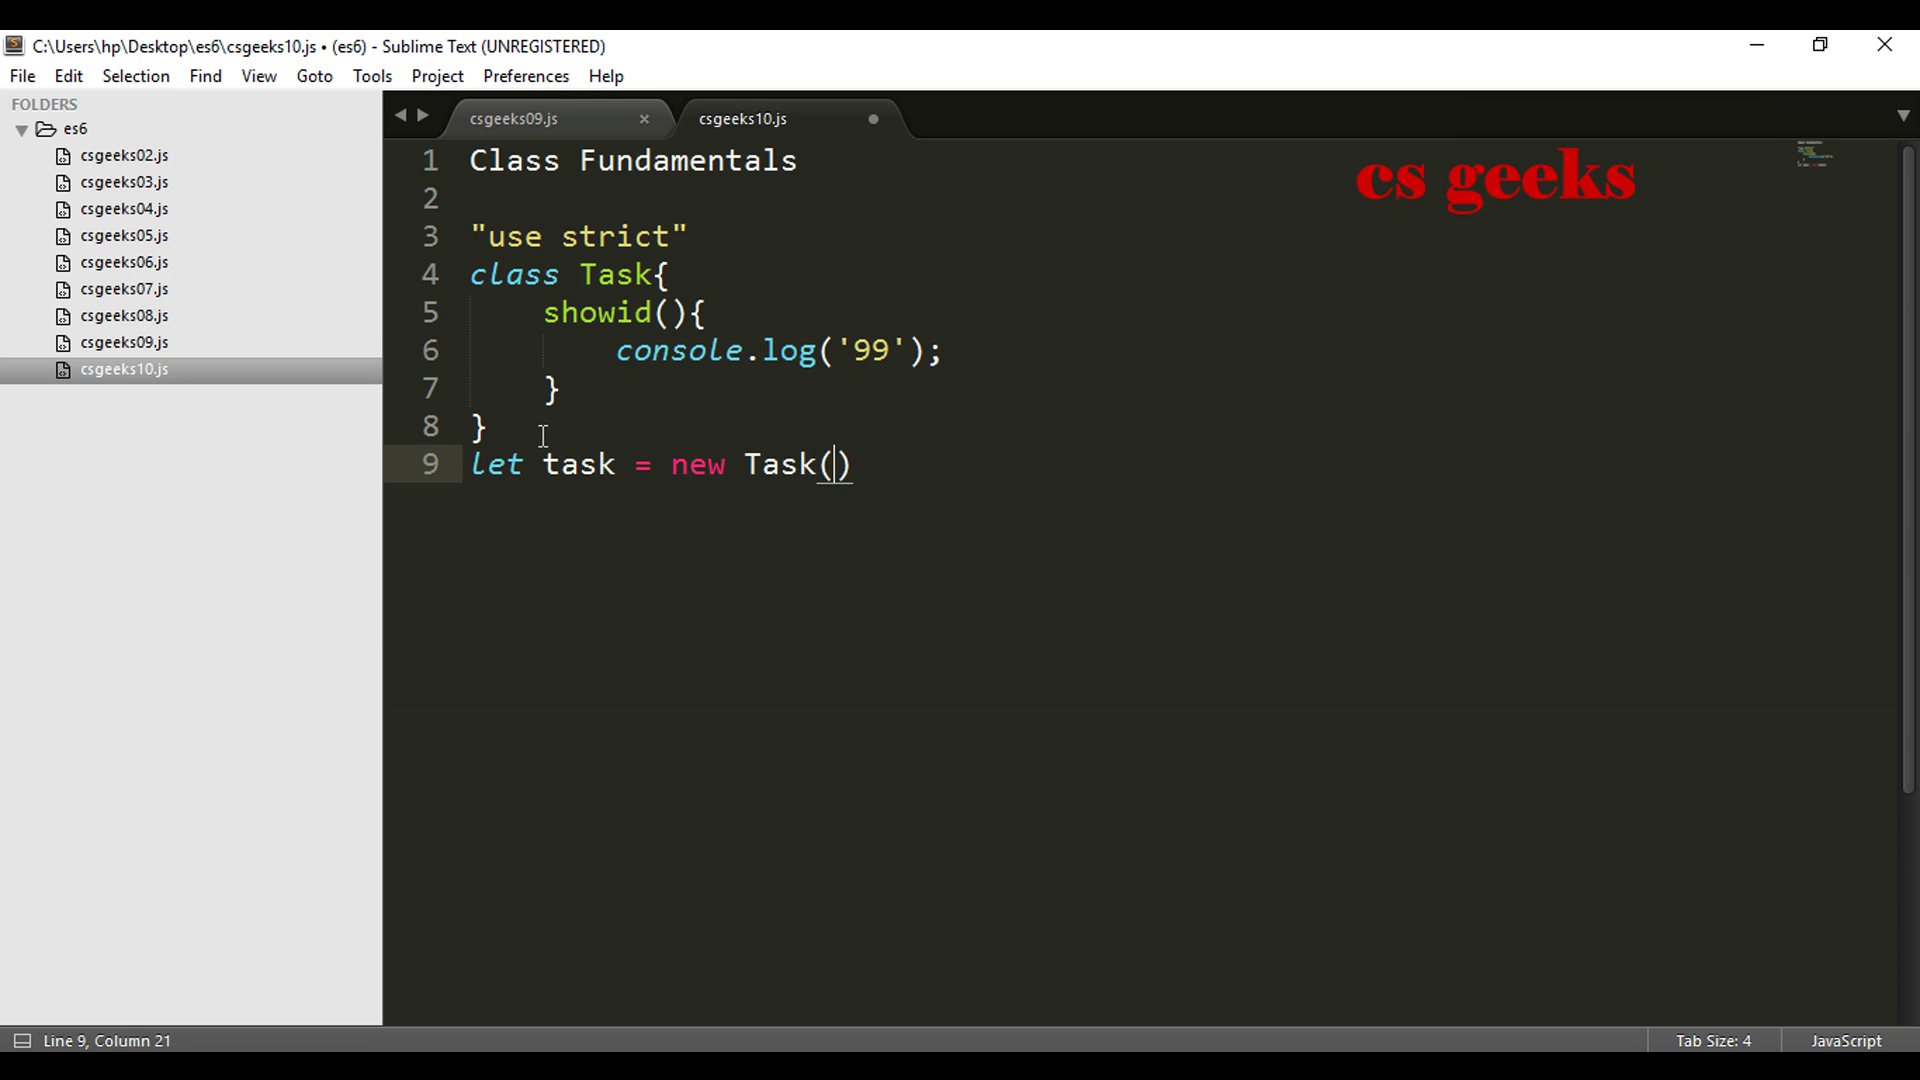 C:\Users\hp\Desktop\es6\csgeeks10.js • (es6) - Sublime Text (UNREGISTERED)
File Edit Selection Find View Goto Tools Project Preferences Help
FOLDERS
es6
csgeeks02.js
csgeeks03.js
csgeeks04.js
csgeeks05.js
csgeeks06.js
csgeeks07.js
csgeeks08.js
csgeeks09.js
csgeeks10.js
csgeeks09.js × csgeeks10.js
cs geeks
1 Class Fundamentals
2
3 "use strict"
4 class Task{
5 showid(){
6 console.log('99');
7 }
8 }
9 let task = new Task()
Line 9, Column 21 Tab Size: 4 JavaScript